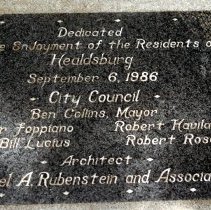 Dedicated
e Enjoyment of the Residents o
Healdsburg
September 6, 1986
City Council
Ben Collins, Mayor
r Foppiano Robert Havila
Bill Lucius Robert Ros
Architect
el A. Rubenstein and Associa